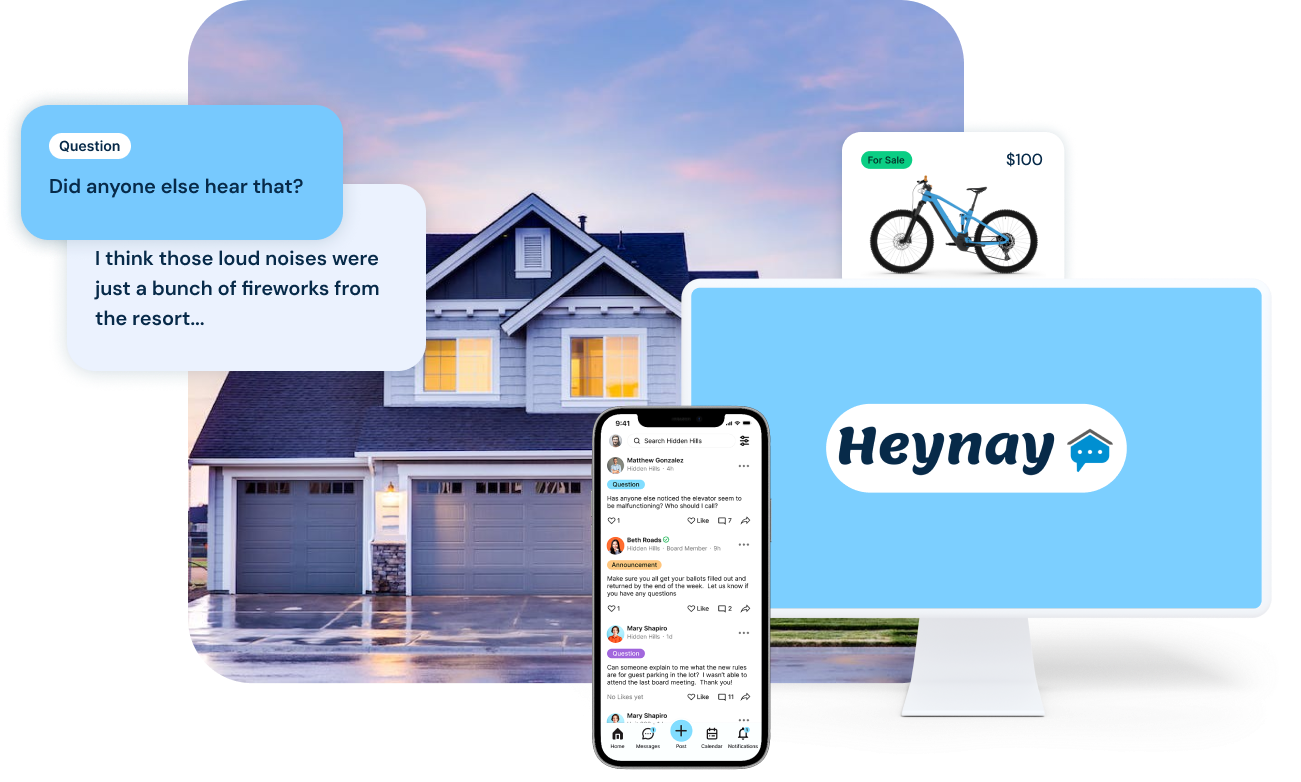 Question
Did anyone else hear that?
I think those loud noises were
just a bunch of fireworks from
the resort...
For Sale
$100
Heynay
9:41
Search Hidden Hills
Matthew Gonzalez
Hidden Hills · 4h
Question
Has anyone else noticed the elevator seem to
be malfunctioning? Who should I call?
1
Like
7
Beth Roads
Hidden Hills · Board Member · 9h
Announcement
Make sure you all get your ballots filled out and
returned by the end of the week. Let us know if
you have any questions
1
Like
2
Mary Shapiro
Hidden Hills · 1d
Question
Can someone explain to me what the new rules
are for guest parking in the lot? I wasn't able to
attend the last board meeting. Thank you!
No Likes yet
Like
11
Mary Shapiro
Home
Messages
Post
Calendar
Notifications